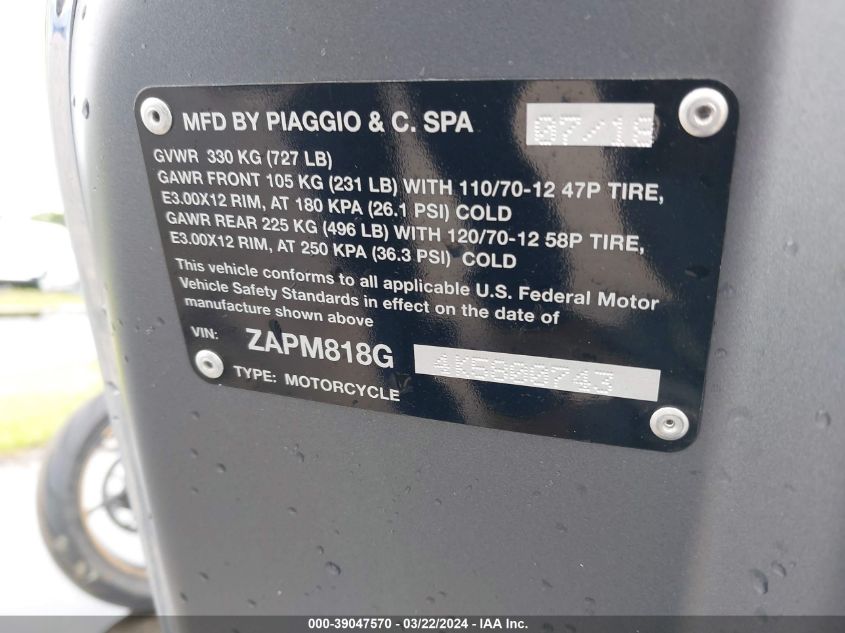 MFD BY PIAGGIO & C. SPA 07/18
GVWR 330 KG (727 LB)
GAWR FRONT 105 KG (231 LB) WITH 110/70-12 47P TIRE,
E3.00X12 RIM, AT 180 KPA (26.1 PSI) COLD
GAWR REAR 225 KG (496 LB) WITH 120/70-12 58P TIRE,
E3.00X12 RIM, AT 250 KPA (36.3 PSI) COLD
This vehicle conforms to all applicable U.S. Federal Motor
Vehicle Safety Standards in effect on the date of
manufacture shown above
VIN: ZAPM818G 4K5800743
TYPE: MOTORCYCLE
000-39047570 - 03/22/2024 - IAA Inc.